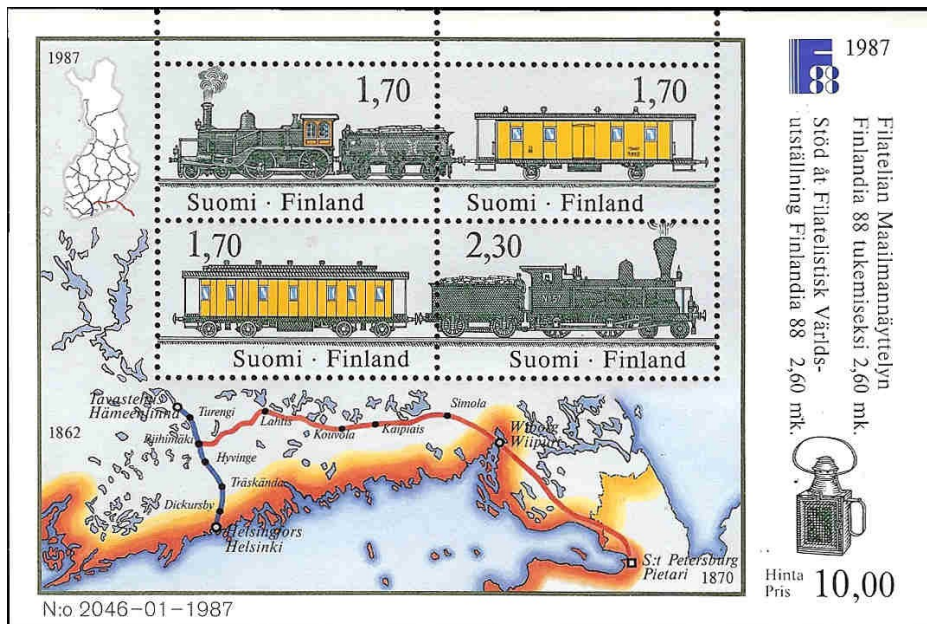 1987
1,70
Suomi · Finland
1,70
Suomi · Finland
1,70
Suomi · Finland
2,30
Nº 57
Suomi · Finland
1862
Tavastehus
Hämeenlinna
Turengi
Riihimäki
Hyvinge
Träskända
Dickursby
Helsingfors
Helsinki
Lahtis
Kouvola
Kaipiais
Simola
Wiborg
Wiipuri
S:t Petersburg
Pietari
1870
N:o 2046-01-1987
F
88
1987
Filatelian Maailmannäyttelyn
Finlandia 88 tukemiseksi 2,60 mk.
Stöd åt Filatelistisk Världs-
utställning Finlandia 88 2,60 mk.
Hinta
Pris
10,00